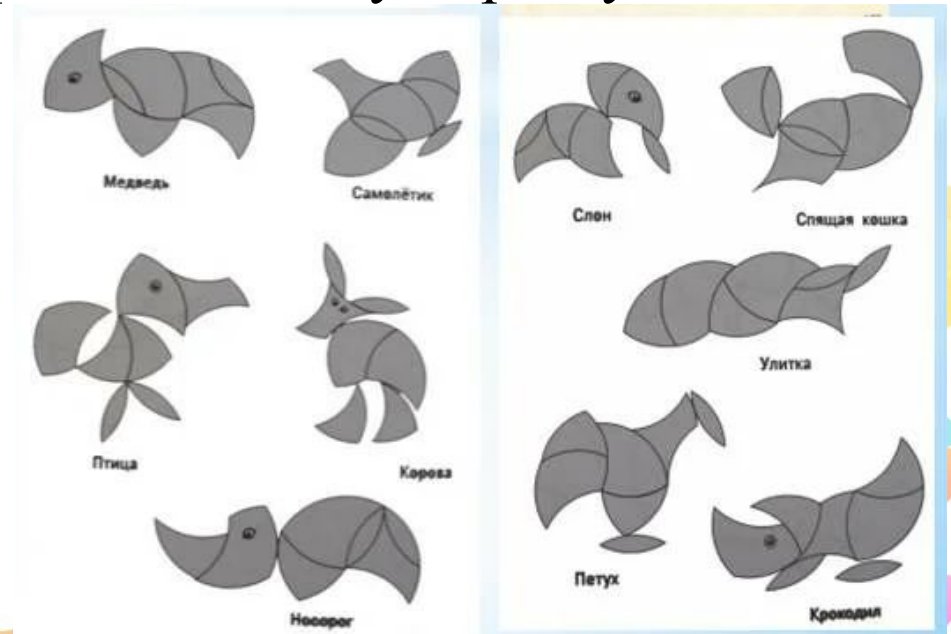 Медведь
Самолётик
Птица
Корова
Носорог
Слон
Спящая кошка
Улитка
Петух
Крокодил